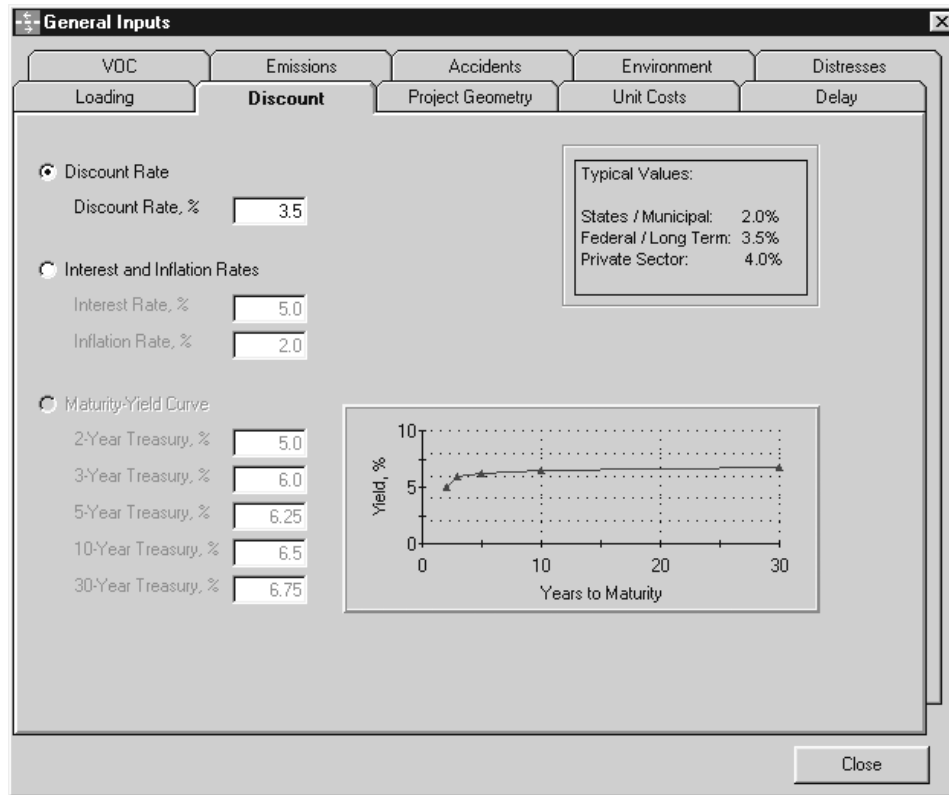 General Inputs
VOC Emissions Accidents Environment Distresses
Loading Discount Project Geometry Unit Costs Delay
Discount Rate
Discount Rate, % 3.5
Typical Values:
States / Municipal: 2.0%
Federal / Long Term: 3.5%
Private Sector: 4.0%
Interest and Inflation Rates
Interest Rate, % 5.0
Inflation Rate, % 2.0
Maturity-Yield Curve
2-Year Treasury, % 5.0
3-Year Treasury, % 6.0
5-Year Treasury, % 6.25
10-Year Treasury, % 6.5
30-Year Treasury, % 6.75
10
5
0
Yield, %
0 10 20 30
Years to Maturity
Close